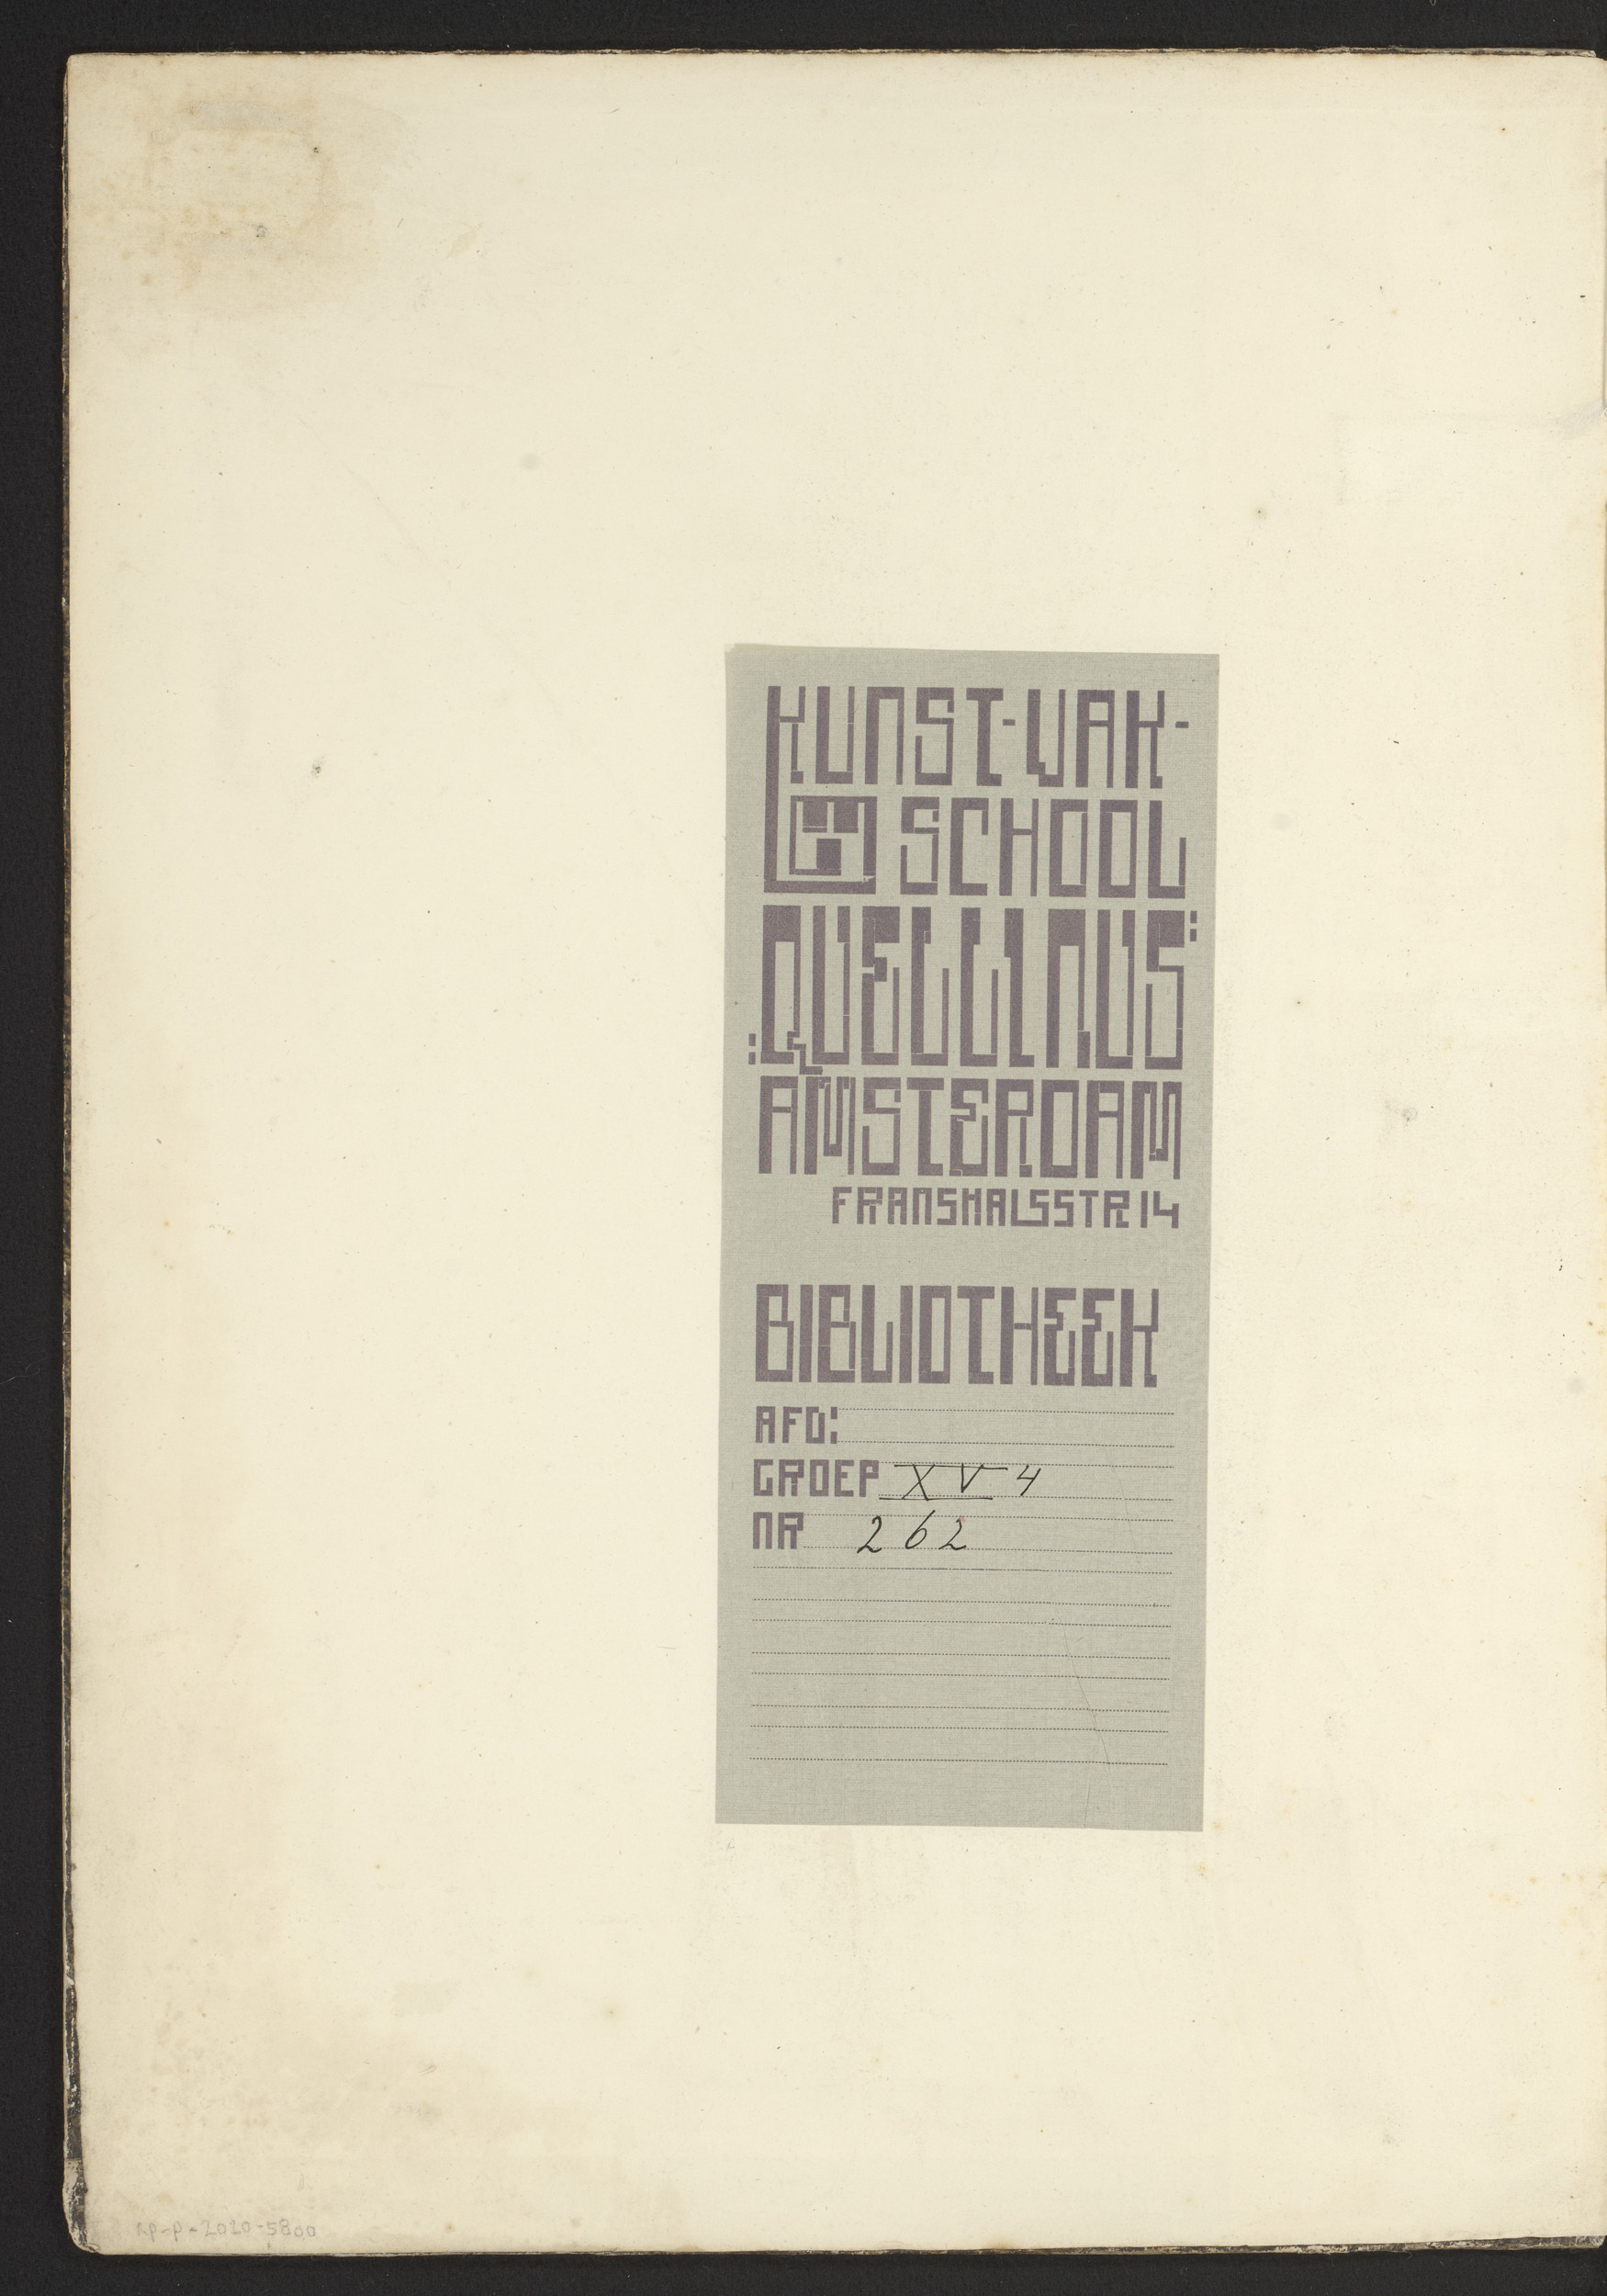 KUNST-VAK-
SCHOOL
"QUELLINUS"
AMSTERDAM
FRANSHALSSTR 14
BIBLIOTHEEK
AFD:
GROEP XV 4
NR 262
RP-P-2020-5800